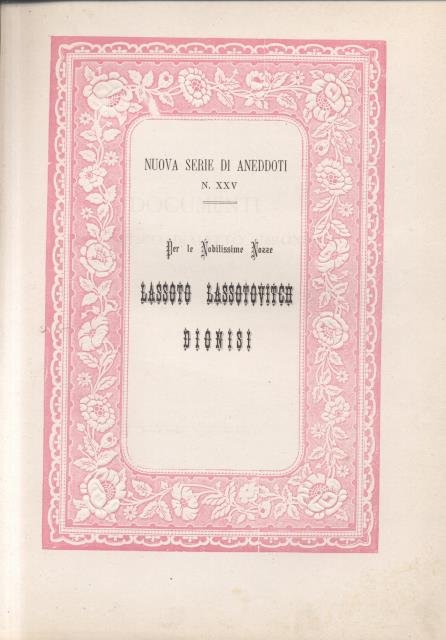 NUOVA SERIE DI ANEDDOTI
N. XXV
Per le Nobilissime Nozze
LASSOTO LASSOTOVITCH
DIONISI